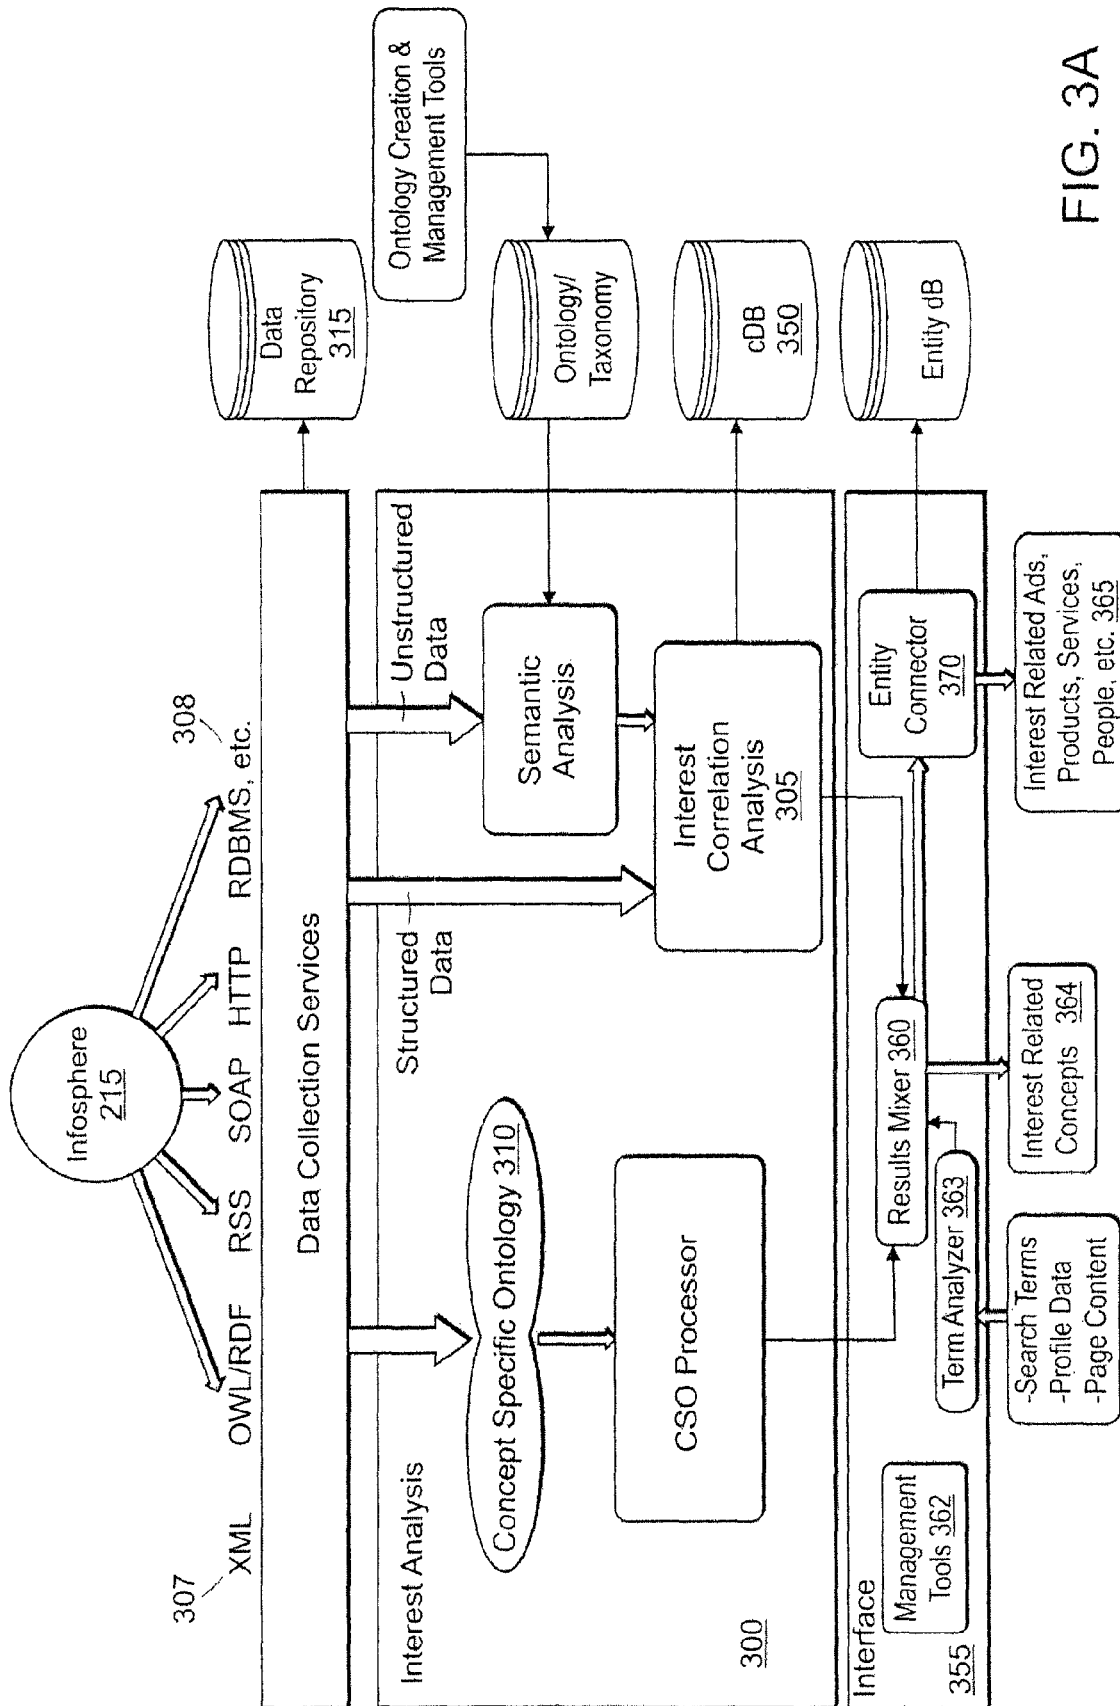 Infosphere
215
307
XML
OWL/RDF
RSS
SOAP
HTTP
RDBMS, etc.
308
Data Collection Services
Data
Repository
315
Ontology Creation &
Management Tools
Interest Analysis
Structured
Data
Unstructured
Data
Concept Specific Ontology 310
Semantic
Analysis
Ontology/
Taxonomy
CSO Processor
Interest
Correlation
Analysis
305
cDB
350
300
Interface
355
Management
Tools 362
Term Analyzer 363
Results Mixer 360
Entity
Connector
370
Entity dB
-Search Terms
-Profile Data
-Page Content
Interest Related
Concepts 364
Interest Related Ads,
Products, Services,
People, etc. 365
FIG. 3A